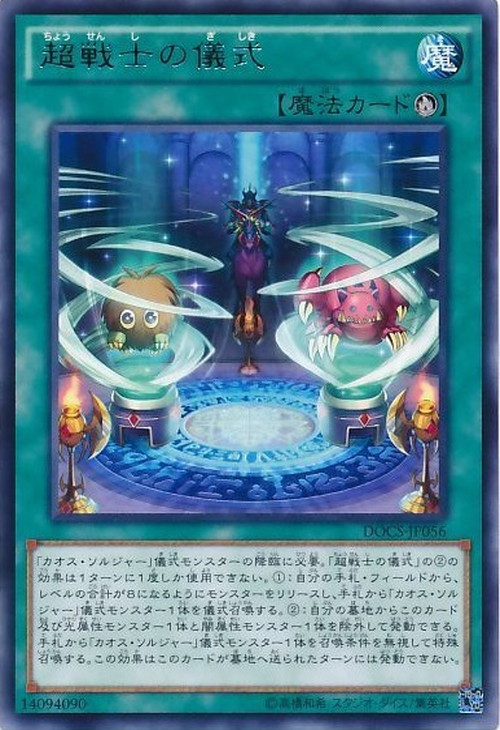 超戦士の儀式
ちょう せん し ぎ しき
魔
【魔法カード】
DOCS-JP056
「カオス・ソルジャー」儀式モンスターの降臨に必要。「超戦士の儀式」の②の
効果は1ターンに1度しか使用できない。①：自分の手札・フィールドから、
レベルの合計が8になるようにモンスターをリリースし、手札から「カオス・ソル
ジャー」儀式モンスター1体を儀式召喚する。②：自分の墓地からこのカード
及び光属性モンスター1体と闇属性モンスター1体を除外して発動できる。
手札から「カオス・ソルジャー」儀式モンスター1体を召喚条件を無視して特殊
召喚する。この効果はこのカードが墓地へ送られたターンには発動できない。
14094090
©高橋和希 スタジオ・ダイス/集英社